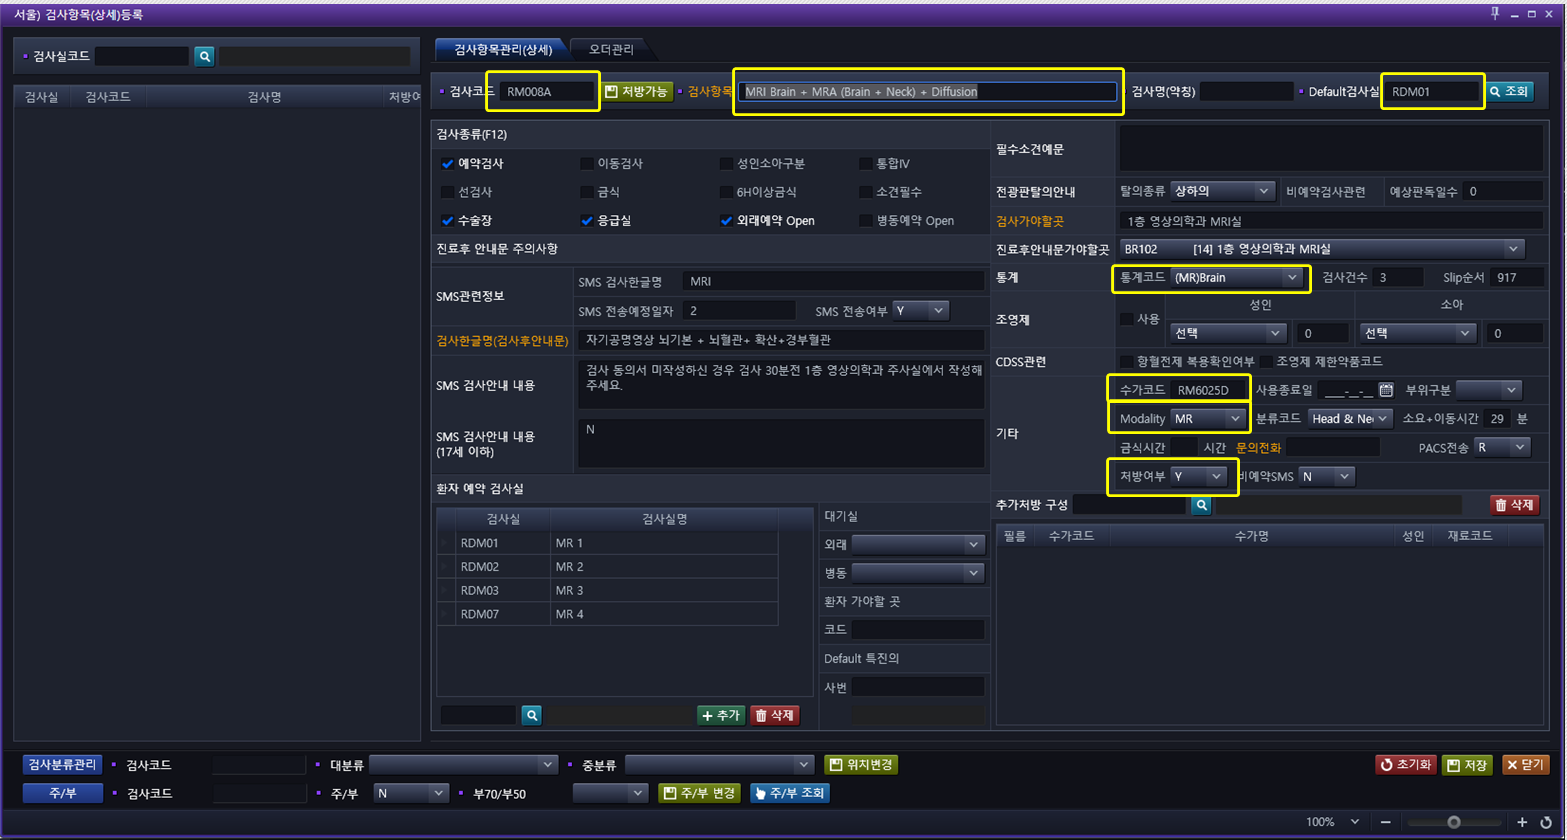 서울) 검사항목(상세)등록
검사실코드
검사실 검사코드 검사명 처방여
검사항목관리(상세) 오더관리
검사코드 RM008A 처방가능 검사항목 MRI Brain + MRA (Brain + Neck) + Diffusion 검사명(약칭) Default검사실 RDM01 조회
검사종류(F12)
예약검사 이동검사 성인소아구분 통합IV
선검사 금식 6H이상금식 소견필수
수술장 응급실 외래예약 Open 병동예약 Open
진료후 안내문 주의사항
SMS관련정보
SMS 검사한글명 MRI
SMS 전송예정일자 2 SMS 전송여부 Y
검사한글명(검사후안내문) 자기공명영상 뇌기본 + 뇌혈관+ 확산+경부혈관
SMS 검사안내 내용
검사 동의서 미작성하신 경우 검사 30분전 1층 영상의학과 주사실에서 작성해
주세요.
SMS 검사안내 내용
(17세 이하)
N
환자 예약 검사실
검사실 검사실명
RDM01 MR 1
RDM02 MR 2
RDM03 MR 3
RDM07 MR 4
추가 삭제
대기실
외래
병동
환자 가야할 곳
코드
Default 특진의
사번
필수소견예문
전광판탈의안내 탈의종류 상하의 비예약검사관련 예상판독일수 0
검사가야할곳 1층 영상의학과 MRI실
진료후안내문가야할곳 BR102 [14] 1층 영상의학과 MRI실
통계 통계코드 (MR)Brain 검사건수 3 Slip순서 917
조영제 사용
성인 소아
선택 0 선택 0
CDSS관련 항혈전제 복용확인여부 조영제 제한약품코드
기타
수가코드 RM6025D 사용종료일 ____-__-__ 부위구분
Modality MR 분류코드 Head & Ne 소요+이동시간 29 분
금식시간 시간 문의전화 PACS전송 R
처방여부 Y 비예약SMS N
추가처방 구성 삭제
필름 수가코드 수가명 성인 재료코드
검사분류관리 검사코드 대분류 중분류 위치변경
주/부 검사코드 주/부 N 부70/부50 주/부 변경 주/부 조회
초기화 저장 닫기
100%